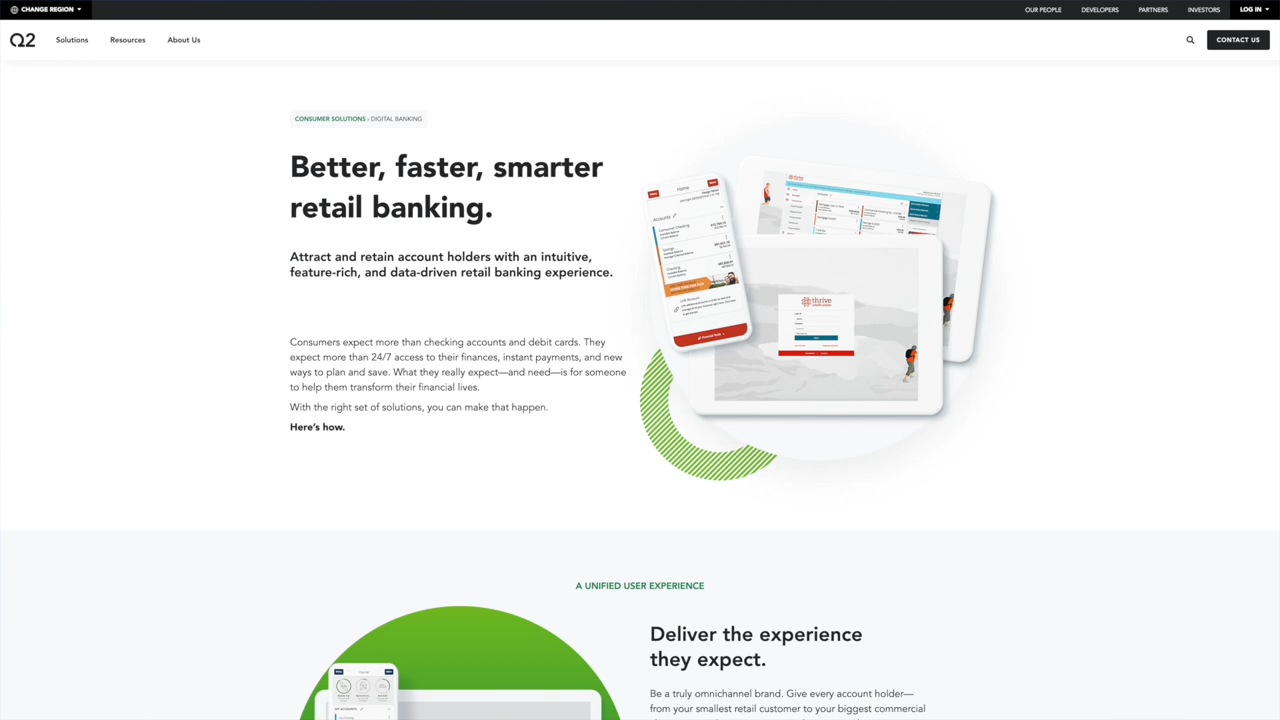 CHANGE REGION
OUR PEOPLE
DEVELOPERS
PARTNERS
INVESTORS
LOG IN
Q2
Solutions
Resources
About Us
CONTACT US
CONSUMER SOLUTIONS › DIGITAL BANKING
Better, faster, smarter
retail banking.
Attract and retain account holders with an intuitive,
feature-rich, and data-driven retail banking experience.
Consumers expect more than checking accounts and debit cards. They
expect more than 24/7 access to their finances, instant payments, and new
ways to plan and save. What they really expect—and need—is for someone
to help them transform their financial lives.
With the right set of solutions, you can make that happen.
Here's how.
Home
Accounts
thrive
A UNIFIED USER EXPERIENCE
Deliver the experience
they expect.
Be a truly omnichannel brand. Give every account holder—
from your smallest retail customer to your biggest commercial